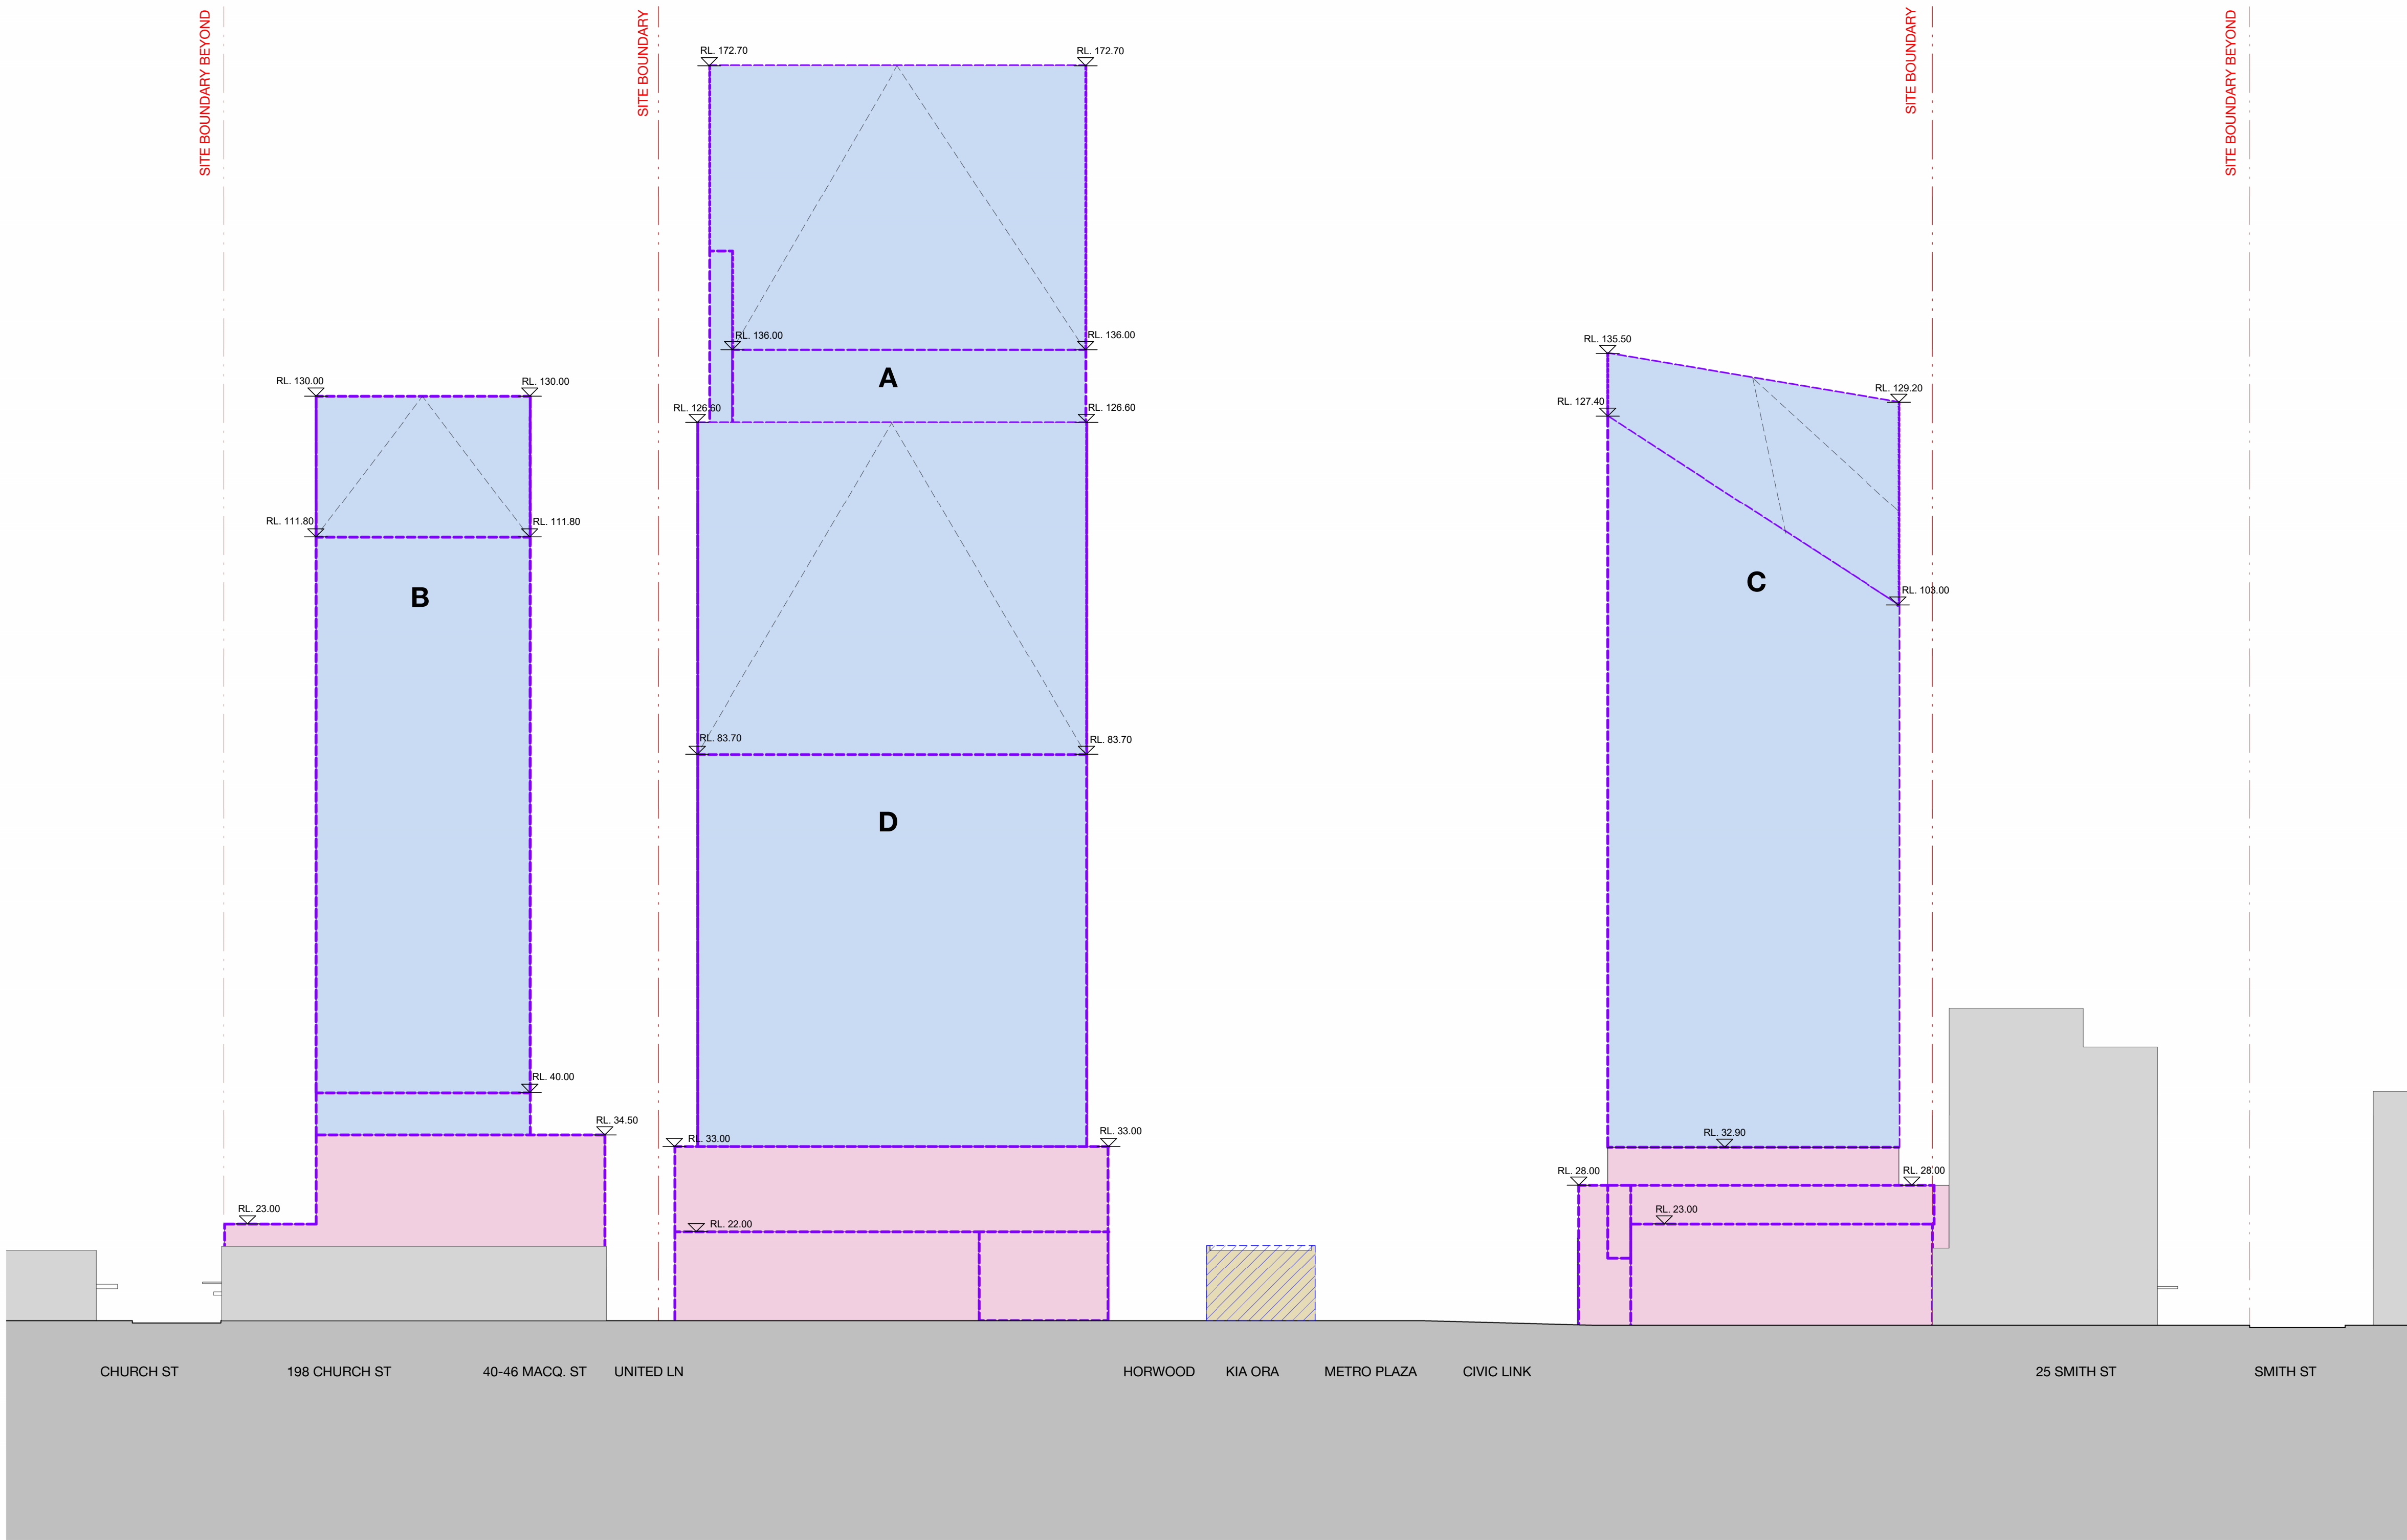 SITE BOUNDARY BEYOND
SITE BOUNDARY
SITE BOUNDARY
SITE BOUNDARY BEYOND
RL. 172.70
RL. 172.70
RL. 136.00
RL. 136.00
RL. 135.50
A
RL. 130.00
RL. 130.00
RL. 129.20
RL. 126.60
RL. 126.60
RL. 127.40
RL. 111.80
RL. 111.80
C
RL. 103.00
B
RL. 83.70
RL. 83.70
D
RL. 40.00
RL. 34.50
RL. 33.00
RL. 33.00
RL. 32.90
RL. 28.00
RL. 28.00
RL. 23.00
RL. 23.00
RL. 22.00
CHURCH ST
198 CHURCH ST
40-46 MACQ. ST
UNITED LN
HORWOOD
KIA ORA
METRO PLAZA
CIVIC LINK
25 SMITH ST
SMITH ST